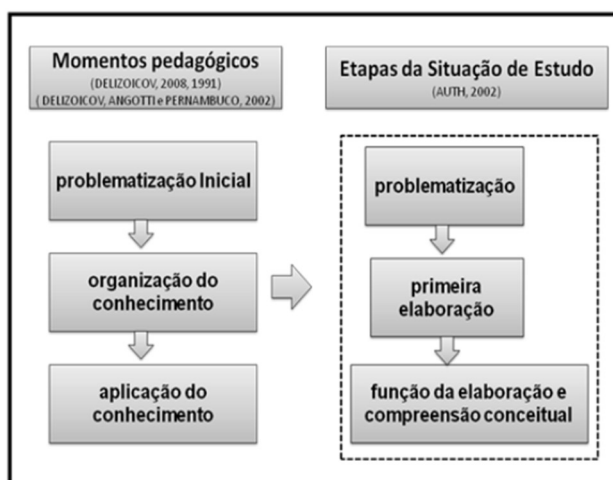 Momentos pedagógicos
(DELIZOICOV, 2008, 1991)
( DELIZOICOV, ANGOTTI e PERNAMBUCO, 2002)
problematização Inicial
organização do
conhecimento
aplicação do
conhecimento
Etapas da Situação de Estudo
(AUTH, 2002)
problematização
primeira
elaboração
função da elaboração e
compreensão conceitual